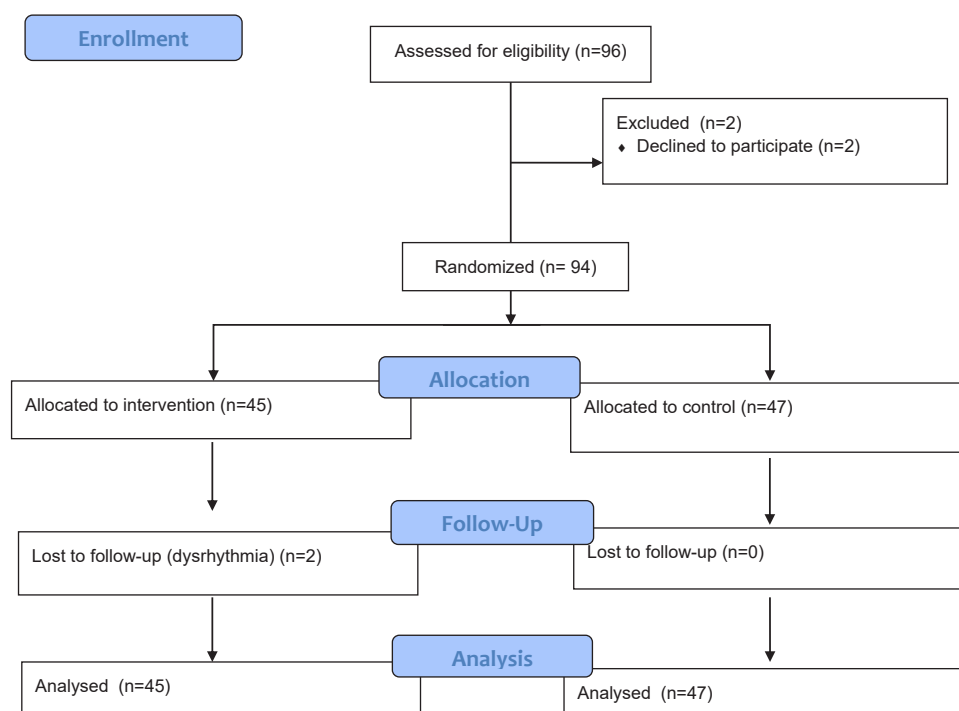 Enrollment
Assessed for eligibility (n=96)
Excluded (n=2)
♦ Declined to participate (n=2)
Randomized (n= 94)
Allocation
Allocated to intervention (n=45)
Allocated to control (n=47)
Follow-Up
Lost to follow-up (dysrhythmia) (n=2)
Lost to follow-up (n=0)
Analysis
Analysed (n=45)
Analysed (n=47)